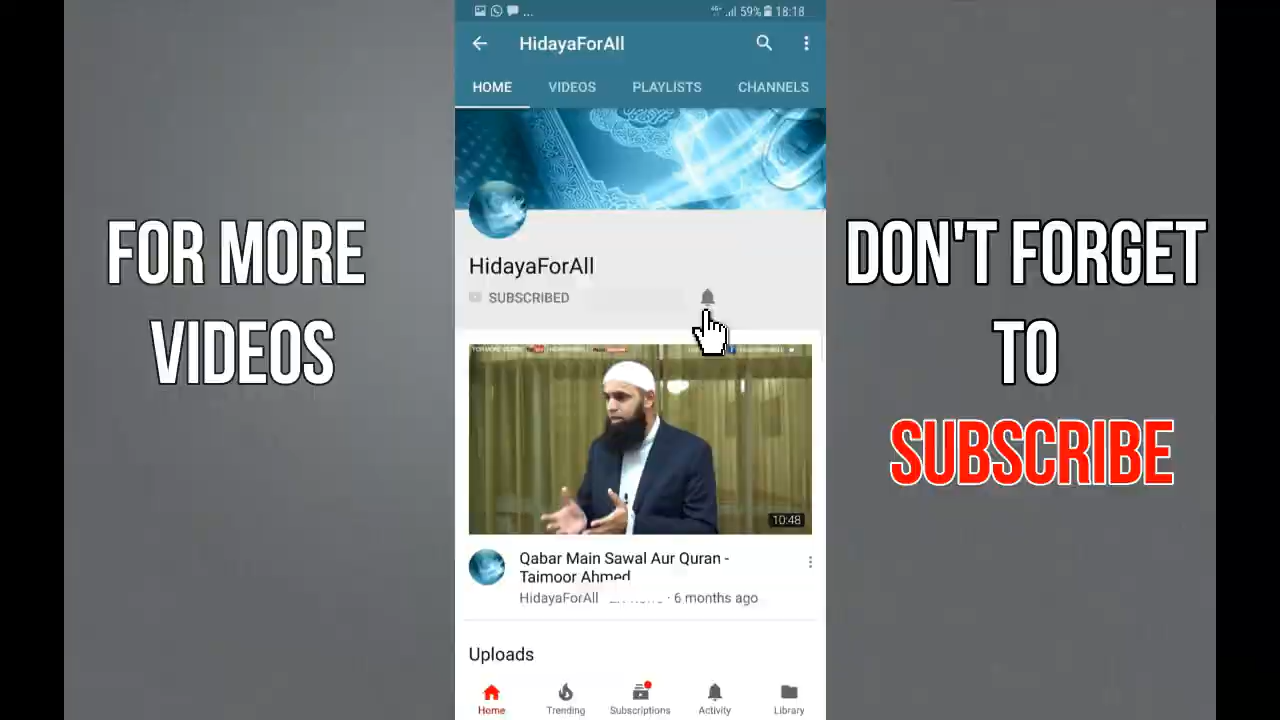 FOR MORE
VIDEOS
59% 18:18
HidayaForAll
HOME VIDEOS PLAYLISTS CHANNELS
HidayaForAll
SUBSCRIBED
10:48
Qabar Main Sawal Aur Quran -
Taimoor Ahmed
HidayaForAll · 6 months ago
Uploads
Home Trending Subscriptions Activity Library
DON'T FORGET
TO
SUBSCRIBE